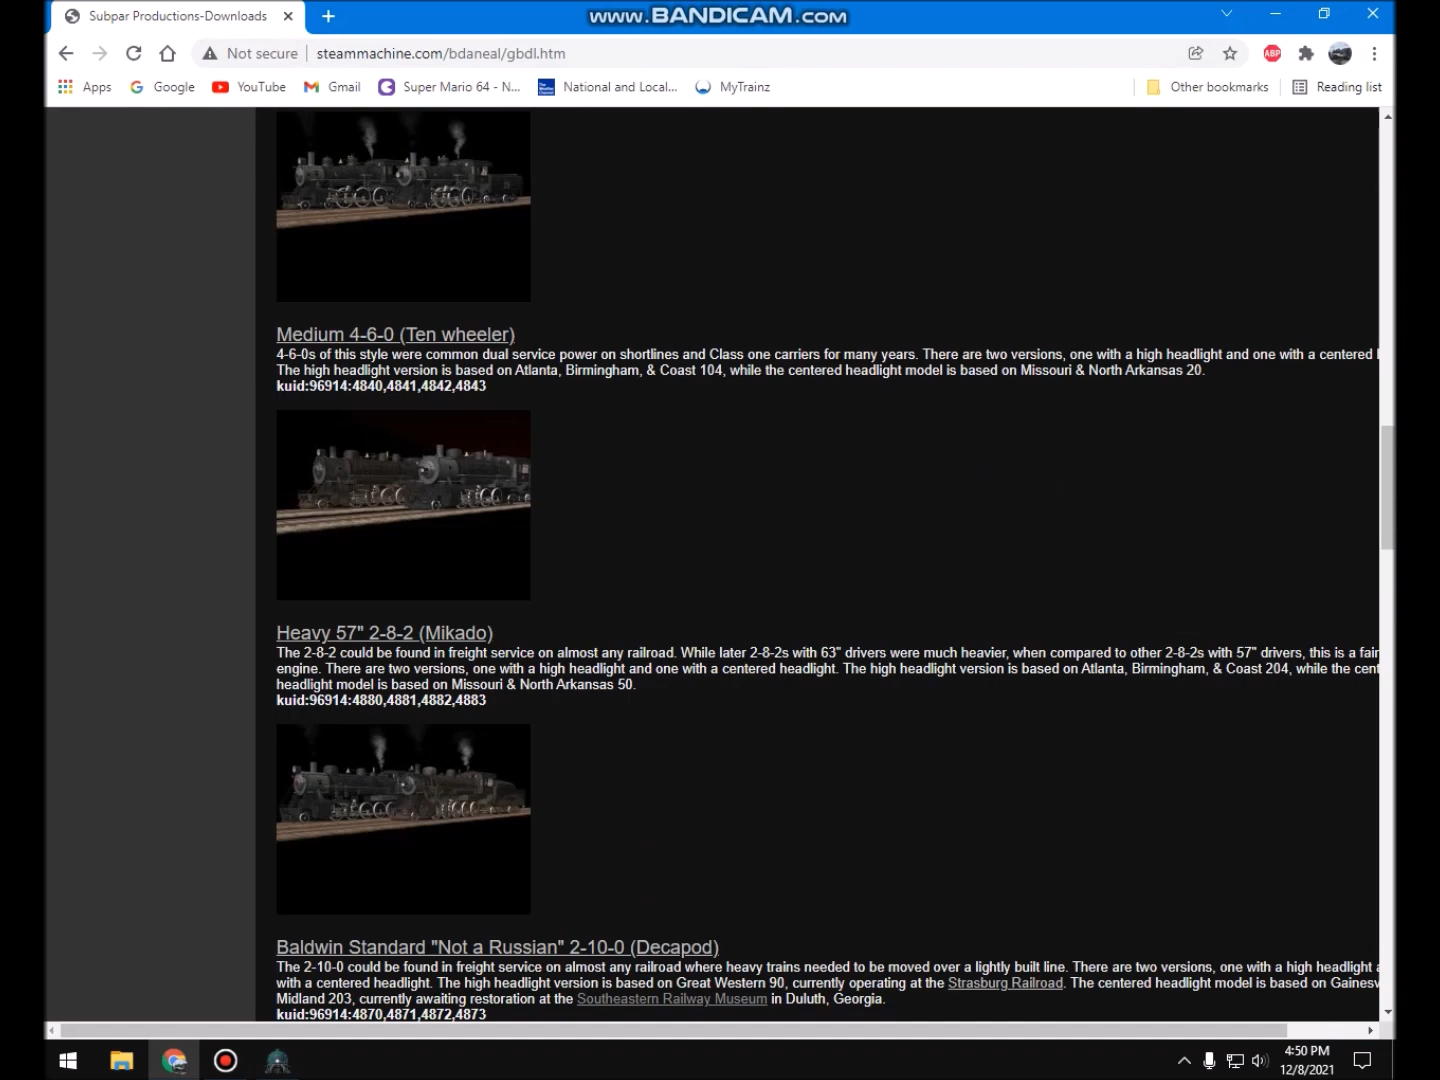 Subpar Productions-Downloads
www.BANDICAM.com
Not secure
steammachine.com/bdaneal/gbdl.htm
ABP
Apps
Google
YouTube
Gmail
Super Mario 64 - N...
National and Local...
MyTrainz
Other bookmarks
Reading list
Medium 4-6-0 (Ten wheeler)
4-6-0s of this style were common dual service power on shortlines and Class one carriers for many years. There are two versions, one with a high headlight and one with a centered
The high headlight version is based on Atlanta, Birmingham, & Coast 104, while the centered headlight model is based on Missouri & North Arkansas 20.
kuid:96914:4840,4841,4842,4843
Heavy 57" 2-8-2 (Mikado)
The 2-8-2 could be found in freight service on almost any railroad. While later 2-8-2s with 63" drivers were much heavier, when compared to other 2-8-2s with 57" drivers, this is a fair
engine. There are two versions, one with a high headlight and one with a centered headlight. The high headlight version is based on Atlanta, Birmingham, & Coast 204, while the cent
headlight model is based on Missouri & North Arkansas 50.
kuid:96914:4880,4881,4882,4883
Baldwin Standard "Not a Russian" 2-10-0 (Decapod)
The 2-10-0 could be found in freight service on almost any railroad where heavy trains needed to be moved over a lightly built line. There are two versions, one with a high headlight
with a centered headlight. The high headlight version is based on Great Western 90, currently operating at the Strasburg Railroad. The centered headlight model is based on Gainesv
Midland 203, currently awaiting restoration at the Southeastern Railway Museum in Duluth, Georgia.
kuid:96914:4870,4871,4872,4873
4:50 PM
12/8/2021